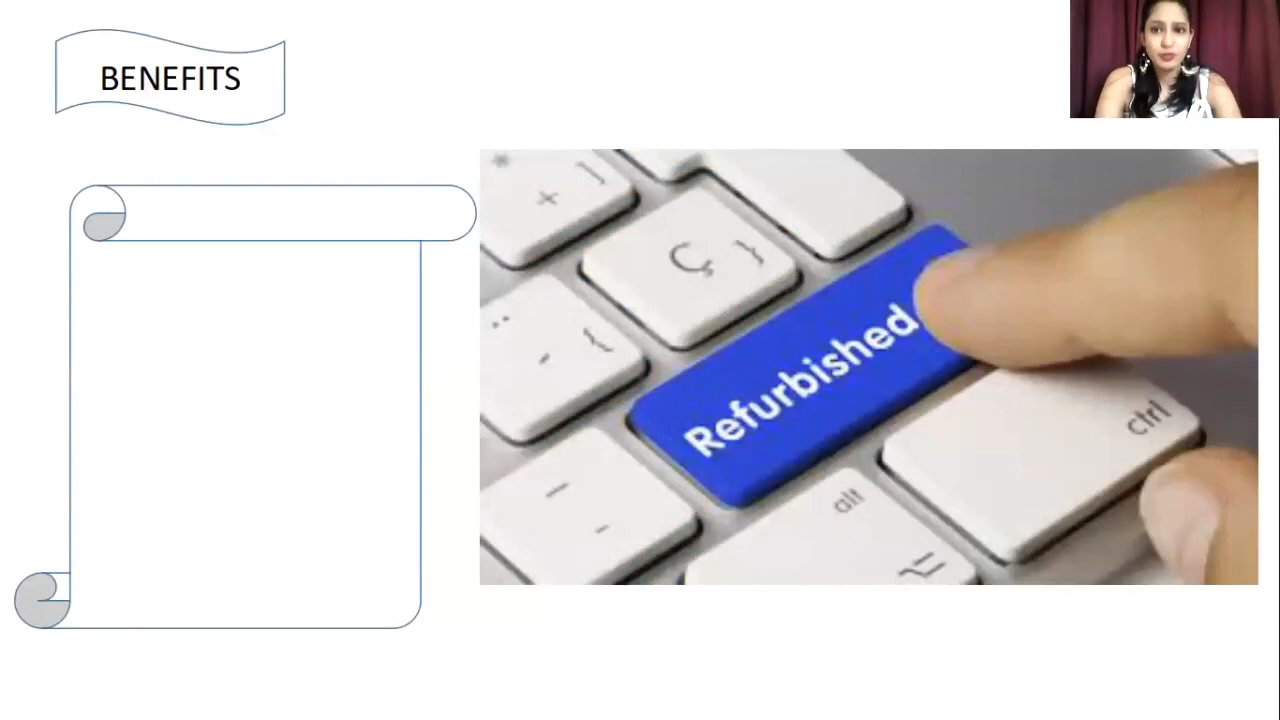 BENEFITS
* ]
+
Ç }
¨ {
-
Refurbished
ctrl
alt
—
-